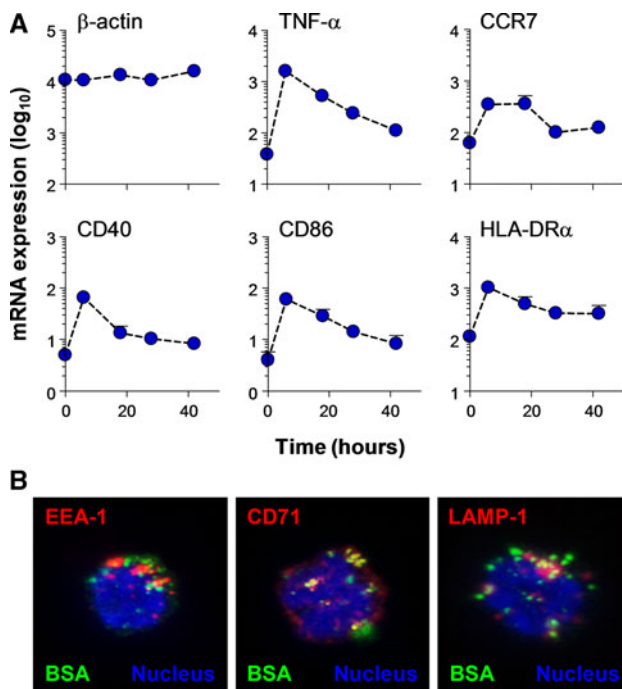 A
β-actin
TNF-α
CCR7
mRNA expression (log10)
5
4
3
2
4
3
2
1
4
3
2
1
CD40
CD86
HLA-DRα
3
2
1
0
3
2
1
0
4
3
2
1
0 20 40
0 20 40
0 20 40
Time (hours)
B
EEA-1
CD71
LAMP-1
BSA Nucleus
BSA Nucleus
BSA Nucleus